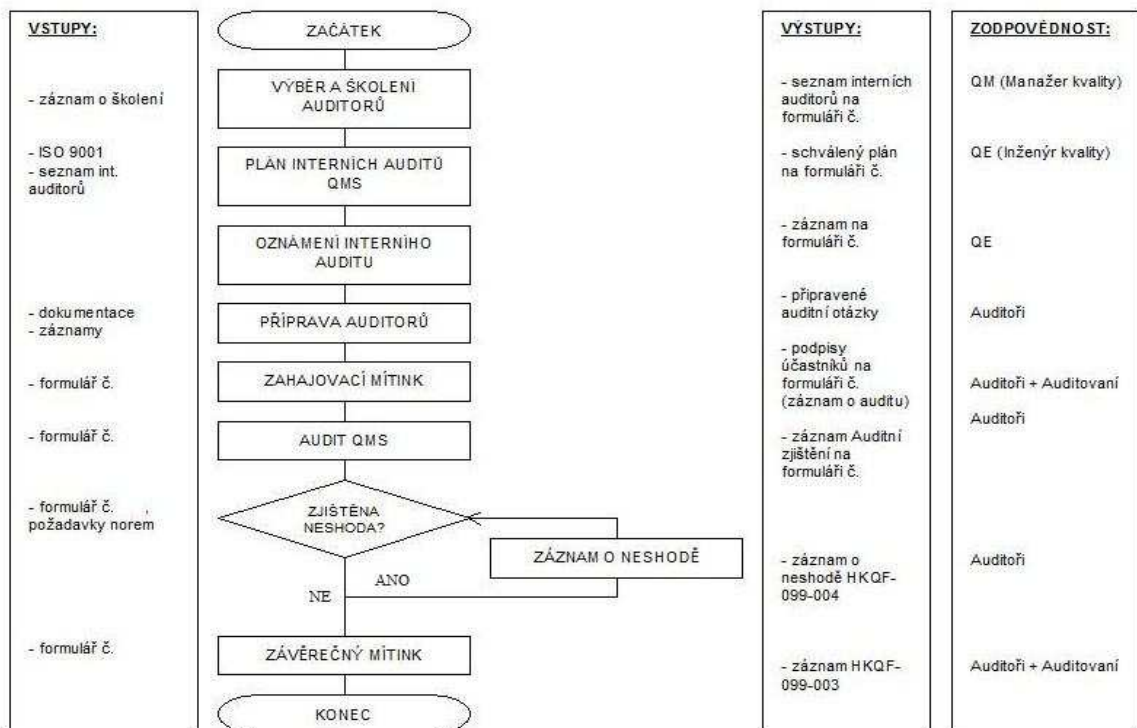 VSTUPY:
- záznam o školení
- ISO 9001
- seznam int.
auditorů
- dokumentace
- záznamy
- formulář č.
- formulář č.
- formulář č. ,
požadavky norem
- formulář č.
ZAČÁTEK
VÝBĚR A ŠKOLENÍ
AUDITORŮ
PLÁN INTERNÍCH AUDITŮ
QMS
OZNÁMENÍ INTERNÍHO
AUDITU
PŘÍPRAVA AUDITORŮ
ZAHAJOVACÍ MÍTINK
AUDIT QMS
ZJIŠTĚNA
NESHODA?
ZÁZNAM O NESHODĚ
ANO
NE
ZÁVĚREČNÝ MÍTINK
KONEC
VÝSTUPY:
- seznam interních
auditorů na
formuláři č.
- schválený plán
na formuláři č.
- záznam na
formuláři č.
- připravené
auditní otázky
- podpisy
účastníků na
formuláři č.
(záznam o auditu)
- záznam Auditní
zjištění na
formuláři č.
- záznam o
neshodě HKQF-
099-004
- záznam HKQF-
099-003
ZODPOVĚDNOST:
QM (Manažer kvality)
QE (Inženýr kvality)
QE
Auditoři
Auditoři + Auditovaní
Auditoři
Auditoři
Auditoři + Auditovaní